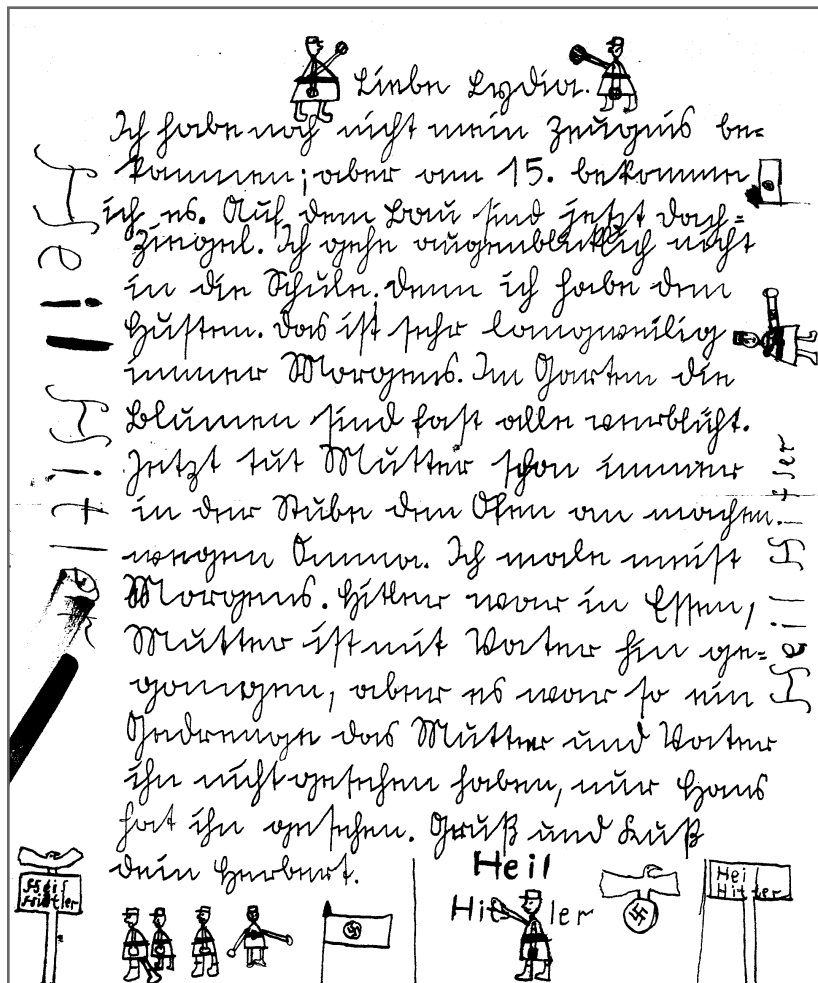 Liebe Lydia.
Ich habe noch nicht mein Zeugnis be=
kommen; aber am 15. bekomme
ich es. Auf dem Bau sind jetzt Dach=
ziegel. Ich gehe augenblicklich nicht
in die Schule. denn ich habe den
Husten. das ist sehr langweilig
immer Morgens. Im Garten die
Blumen sind fast alle verblüht.
Jetzt tut Mutter schon immer
in der Stube den Ofen an machen.
wegen Omma. Ich male meist
Morgens. Hitler war in Essen,
Mutter ist mit Vater hin ge=
gangen, aber es war so ein
Gedrenge das Mutter und Vater
ihn nicht gesehen haben, nur Hans
hat ihn gesehen. Gruß und Kuß
dein Herbert.
Heil Hitler
Heil Hitler
Heil
Hitler
Heil
Hitler
Heil
Hitler